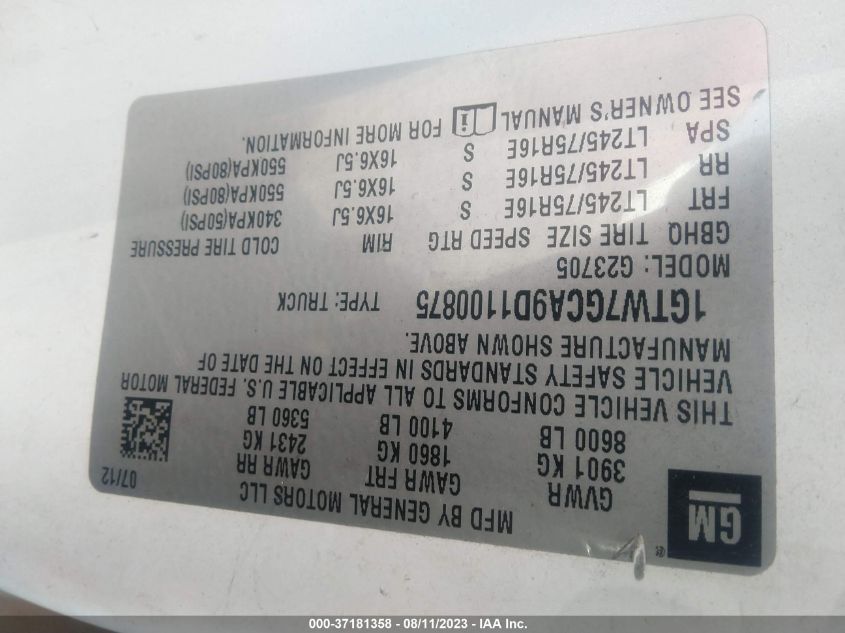 GM
®
MFD BY GENERAL MOTORS LLC
07/12
GVWR GAWR FRT GAWR RR
3901 KG 1860 KG 2431 KG
8600 LB 4100 LB 5360 LB
THIS VEHICLE CONFORMS TO ALL APPLICABLE U.S. FEDERAL MOTOR
VEHICLE SAFETY STANDARDS IN EFFECT ON THE DATE OF
MANUFACTURE SHOWN ABOVE.
1GTW7GCA9D1100875 TYPE: TRUCK
MODEL: G23705
GBHQ TIRE SIZE SPEED RTG RIM COLD TIRE PRESSURE
FRT LT245/75R16E S 16X6.5J 340KPA(50PSI)
RR LT245/75R16E S 16X6.5J 550KPA(80PSI)
SPA LT245/75R16E S 16X6.5J 550KPA(80PSI)
SEE OWNER'S MANUAL i FOR MORE INFORMATION.
000-37181358 - 08/11/2023 - IAA Inc.